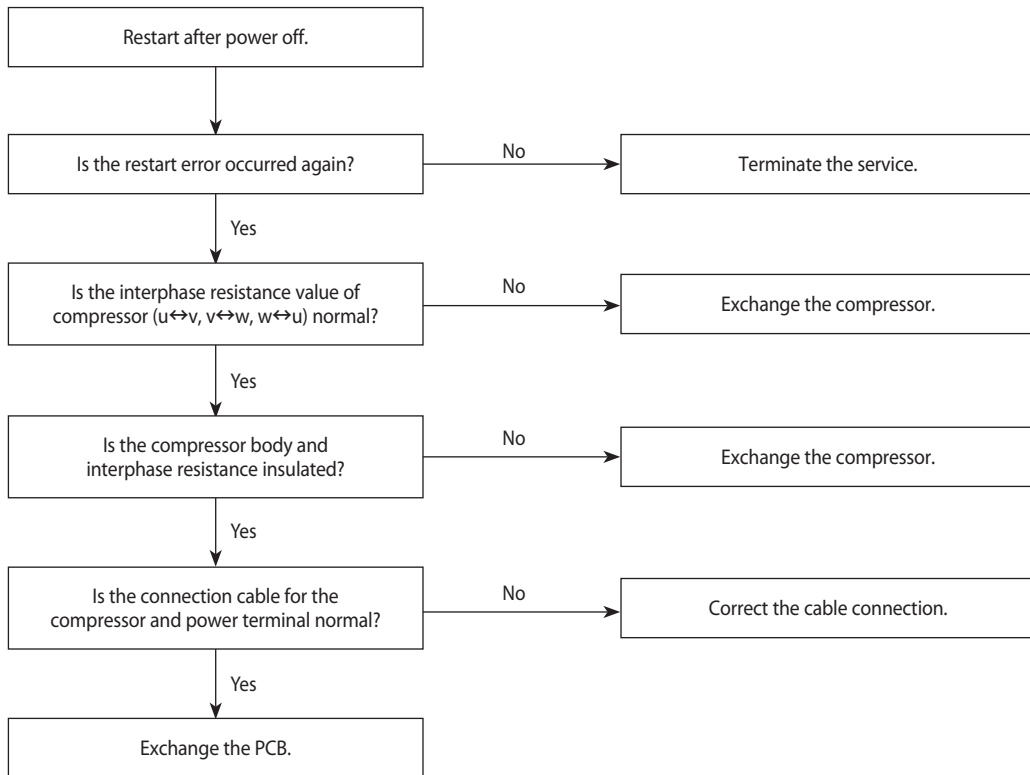 Restart after power off.
Is the restart error occurred again?
No
Terminate the service.
Yes
Is the interphase resistance value of
compressor (u↔v, v↔w, w↔u) normal?
No
Exchange the compressor.
Yes
Is the compressor body and
interphase resistance insulated?
No
Exchange the compressor.
Yes
Is the connection cable for the
compressor and power terminal normal?
No
Correct the cable connection.
Yes
Exchange the PCB.